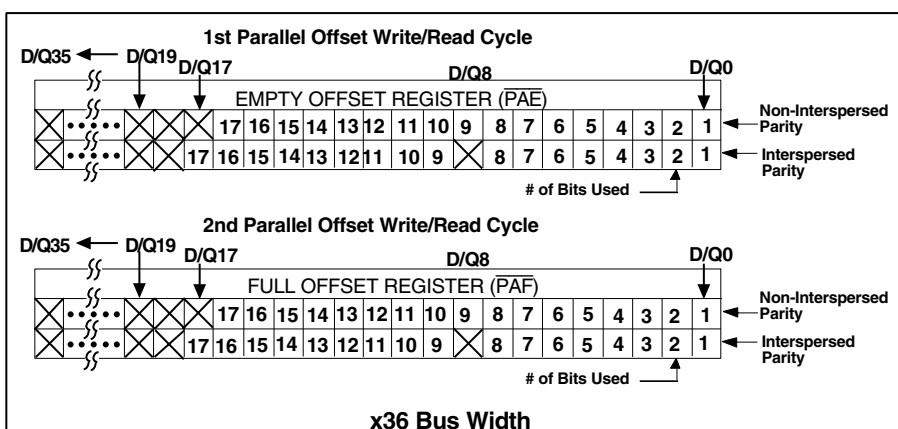 1st Parallel Offset Write/Read Cycle
D/Q35 D/Q19 D/Q17 D/Q8 D/Q0
EMPTY OFFSET REGISTER (PAE)
17 16 15 14 13 12 11 10 9 8 7 6 5 4 3 2 1 Non-Interspersed Parity
17 16 15 14 13 12 11 10 9 8 7 6 5 4 3 2 1 Interspersed Parity
# of Bits Used
2nd Parallel Offset Write/Read Cycle
D/Q35 D/Q19 D/Q17 D/Q8 D/Q0
FULL OFFSET REGISTER (PAF)
17 16 15 14 13 12 11 10 9 8 7 6 5 4 3 2 1 Non-Interspersed Parity
17 16 15 14 13 12 11 10 9 8 7 6 5 4 3 2 1 Interspersed Parity
# of Bits Used
x36 Bus Width